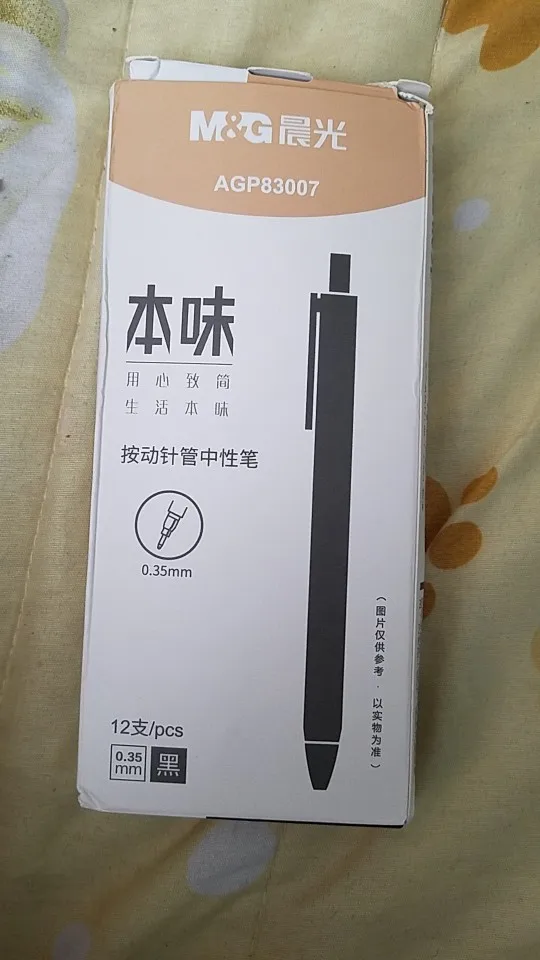 M&G晨光
AGP83007
本味
用心致简
生活本味
按动针管中性笔
0.35mm
(图片仅供参考·以实物为准)
12支/pcs
0.35
mm
黑